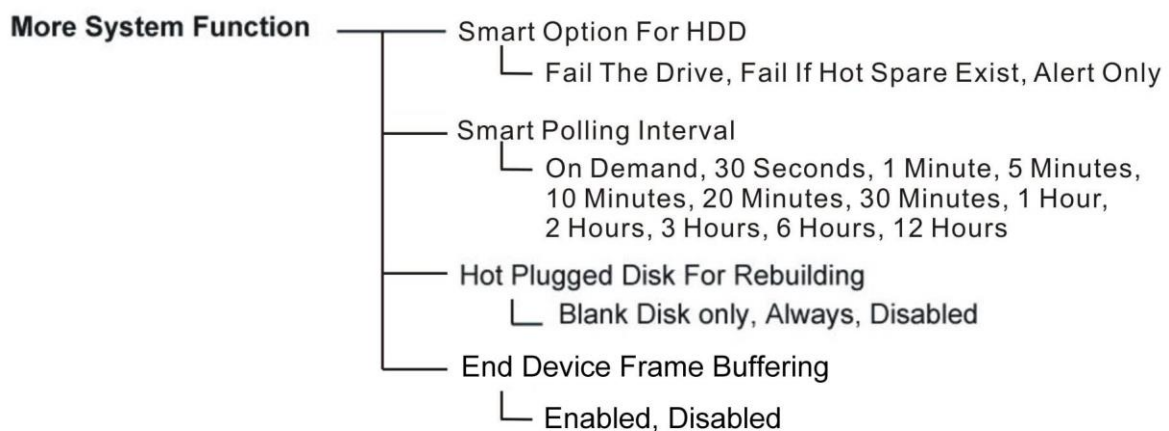 More System Function
Smart Option For HDD
Fail The Drive, Fail If Hot Spare Exist, Alert Only
Smart Polling Interval
On Demand, 30 Seconds, 1 Minute, 5 Minutes,
10 Minutes, 20 Minutes, 30 Minutes, 1 Hour,
2 Hours, 3 Hours, 6 Hours, 12 Hours
Hot Plugged Disk For Rebuilding
Blank Disk only, Always, Disabled
End Device Frame Buffering
Enabled, Disabled